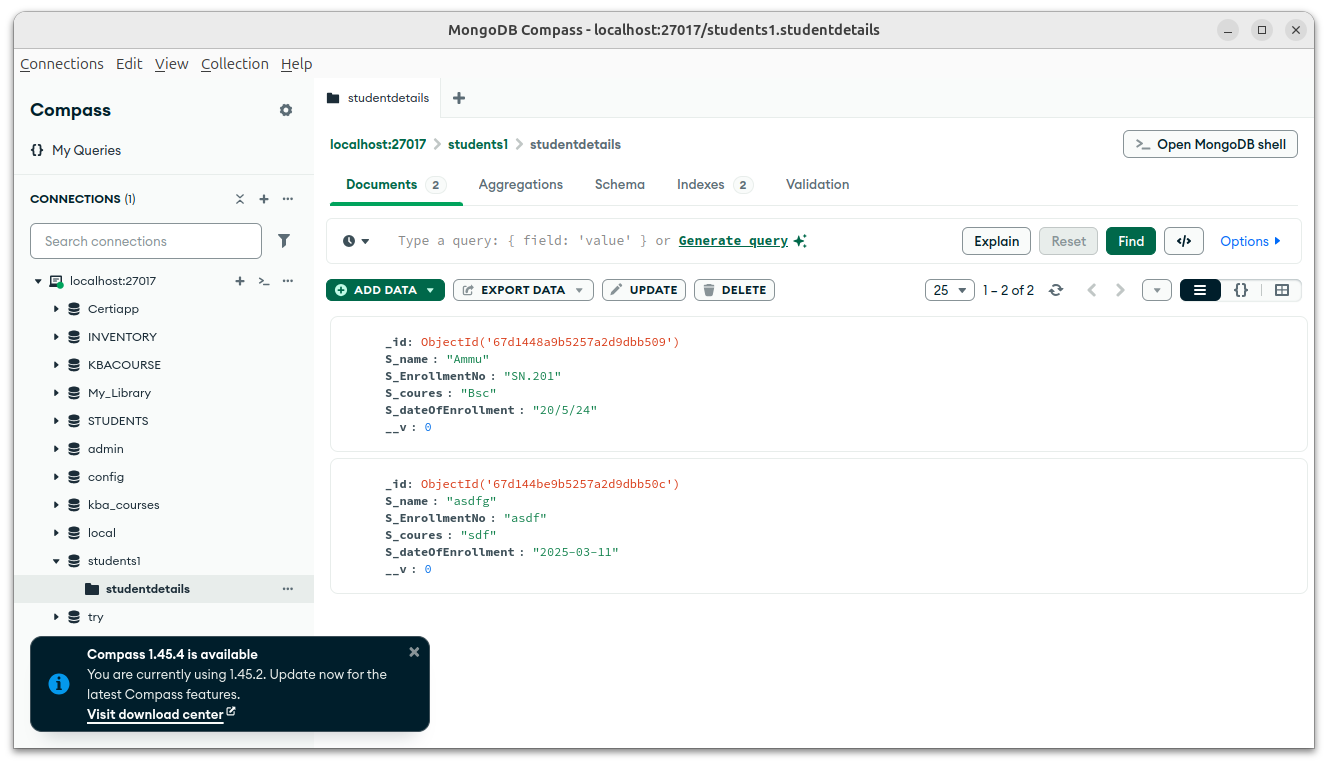 MongoDB Compass - localhost:27017/students1.studentdetails
Connections Edit View Collection Help
Compass
{} My Queries
CONNECTIONS (1)
Search connections
localhost:27017
Certiapp
INVENTORY
KBACOURSE
My_Library
STUDENTS
admin
config
kba_courses
local
students1
studentdetails
try
Compass 1.45.4 is available
You are currently using 1.45.2. Update now for the
latest Compass features.
Visit download center
studentdetails
localhost:27017 > students1 > studentdetails
>_ Open MongoDB shell
Documents 2 Aggregations Schema Indexes 2 Validation
Type a query: { field: 'value' } or Generate query
Explain Reset Find </> Options
ADD DATA EXPORT DATA UPDATE DELETE
25 1 – 2 of 2 {}
_id: ObjectId('67d1448a9b5257a2d9dbb509')
S_name : "Ammu"
S_EnrollmentNo : "SN.201"
S_coures : "Bsc"
S_dateOfEnrollment : "20/5/24"
__v : 0
_id: ObjectId('67d144be9b5257a2d9dbb50c')
S_name : "asdfg"
S_EnrollmentNo : "asdf"
S_coures : "sdf"
S_dateOfEnrollment : "2025-03-11"
__v : 0